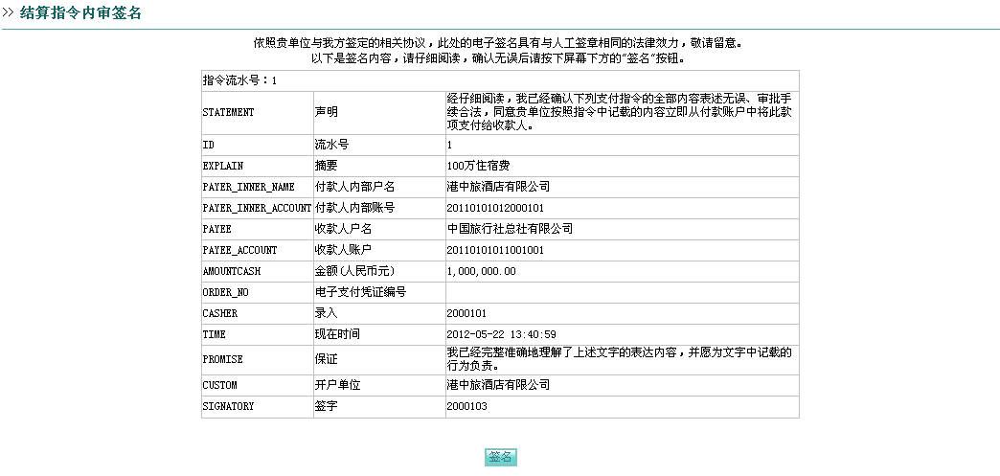 >> 结算指令内审签名
依照贵单位与我方签定的相关协议，此处的电子签名具有与人工签章相同的法律效力，敬请留意。
以下是签名内容，请仔细阅读，确认无误后请按下屏幕下方的"签名"按钮。
指令流水号：1
STATEMENT 声明 经仔细阅读，我已经确认下列支付指令的全部内容表述无误、审批手
续合法，同意贵单位按照指令中记载的内容立即从付款账户中将此款
项支付给收款人。
ID 流水号 1
EXPLAIN 摘要 100万住宿费
PAYER_INNER_NAME 付款人内部户名 港中旅酒店有限公司
PAYER_INNER_ACCOUNT 付款人内部账号 20110101012000101
PAYEE 收款人户名 中国旅行社总社有限公司
PAYEE_ACCOUNT 收款人账户 20110101011001001
AMOUNTCASH 金额(人民币元) 1,000,000.00
ORDER_NO 电子支付凭证编号
CASHER 录入 2000101
TIME 现在时间 2012-05-22 13:40:59
PROMISE 保证 我已经完整准确地理解了上述文字的表达内容，并愿为文字中记载的
行为负责。
CUSTOM 开户单位 港中旅酒店有限公司
SIGNATORY 签字 2000103
签名